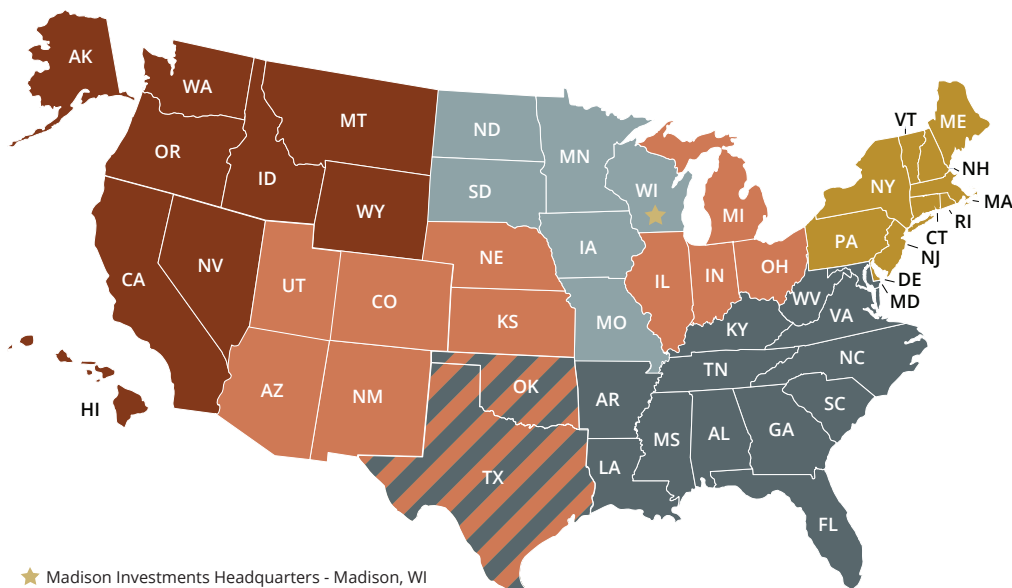 AK
WA
MT
ND
MN
VT
ME
OR
ID
SD
WI
NH
WY
NY
MA
MI
RI
PA
CT
NE
IA
NJ
CA
NV
UT
CO
IL
IN
OH
DE
MD
WV
VA
KS
MO
KY
NC
TN
AZ
NM
OK
AR
SC
HI
MS
AL
GA
LA
TX
FL
Madison Investments Headquarters - Madison, WI